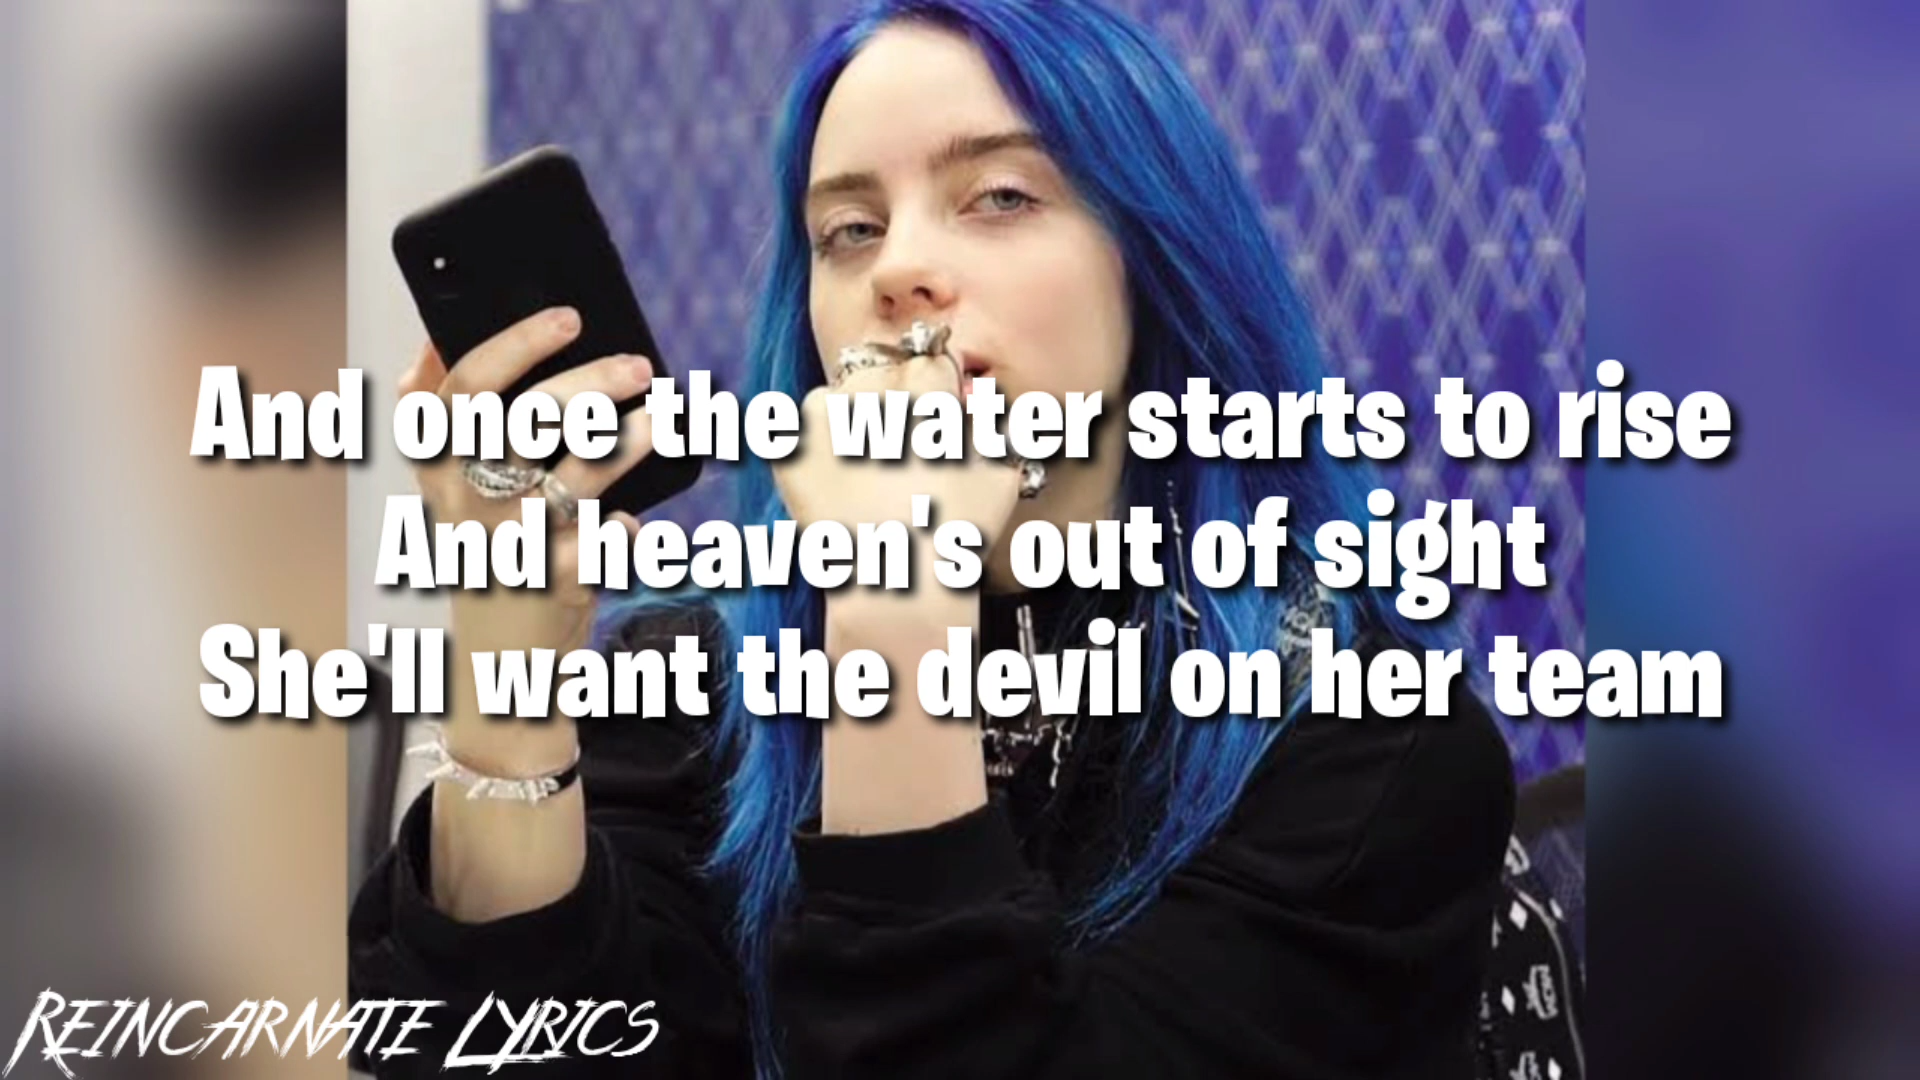 And once the water starts to rise
And heaven's out of sight
She'll want the devil on her team
Reincarnate Lyrics